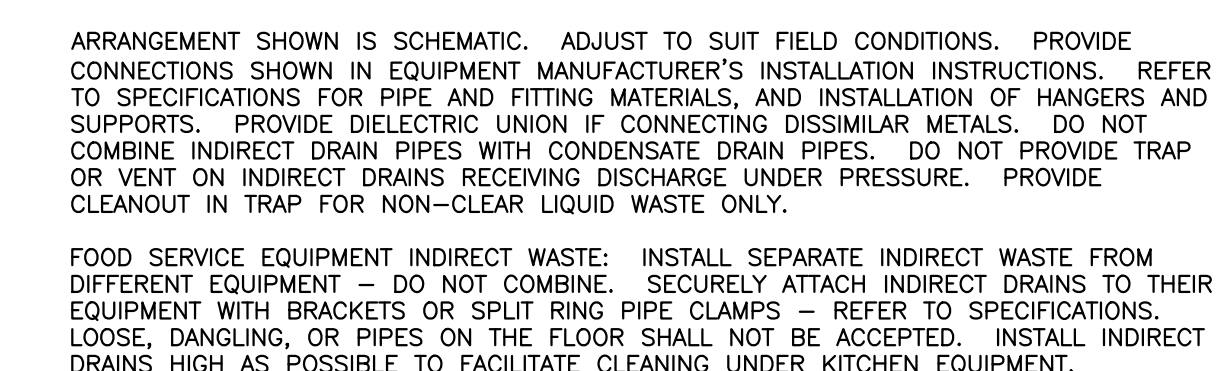 ARRANGEMENT SHOWN IS SCHEMATIC. ADJUST TO SUIT FIELD CONDITIONS. PROVIDE
CONNECTIONS SHOWN IN EQUIPMENT MANUFACTURER'S INSTALLATION INSTRUCTIONS. REFER
TO SPECIFICATIONS FOR PIPE AND FITTING MATERIALS, AND INSTALLATION OF HANGERS AND
SUPPORTS. PROVIDE DIELECTRIC UNION IF CONNECTING DISSIMILAR METALS. DO NOT
COMBINE INDIRECT DRAIN PIPES WITH CONDENSATE DRAIN PIPES. DO NOT PROVIDE TRAP
OR VENT ON INDIRECT DRAINS RECEIVING DISCHARGE UNDER PRESSURE. PROVIDE
CLEANOUT IN TRAP FOR NON–CLEAR LIQUID WASTE ONLY.
FOOD SERVICE EQUIPMENT INDIRECT WASTE: INSTALL SEPARATE INDIRECT WASTE FROM
DIFFERENT EQUIPMENT – DO NOT COMBINE. SECURELY ATTACH INDIRECT DRAINS TO THEIR
EQUIPMENT WITH BRACKETS OR SPLIT RING PIPE CLAMPS – REFER TO SPECIFICATIONS.
LOOSE, DANGLING, OR PIPES ON THE FLOOR SHALL NOT BE ACCEPTED. INSTALL INDIRECT
DRAINS HIGH AS POSSIBLE TO FACILITATE CLEANING UNDER KITCHEN EQUIPMENT.